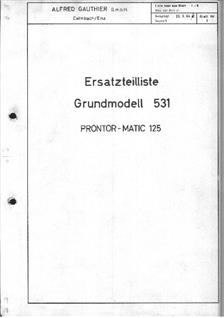 ALFRED GAUTHIER G.m.b.H.
Calmbach/Enz
Ersatzteilliste
Grundmodell 531
PRONTOR-MATIC 125